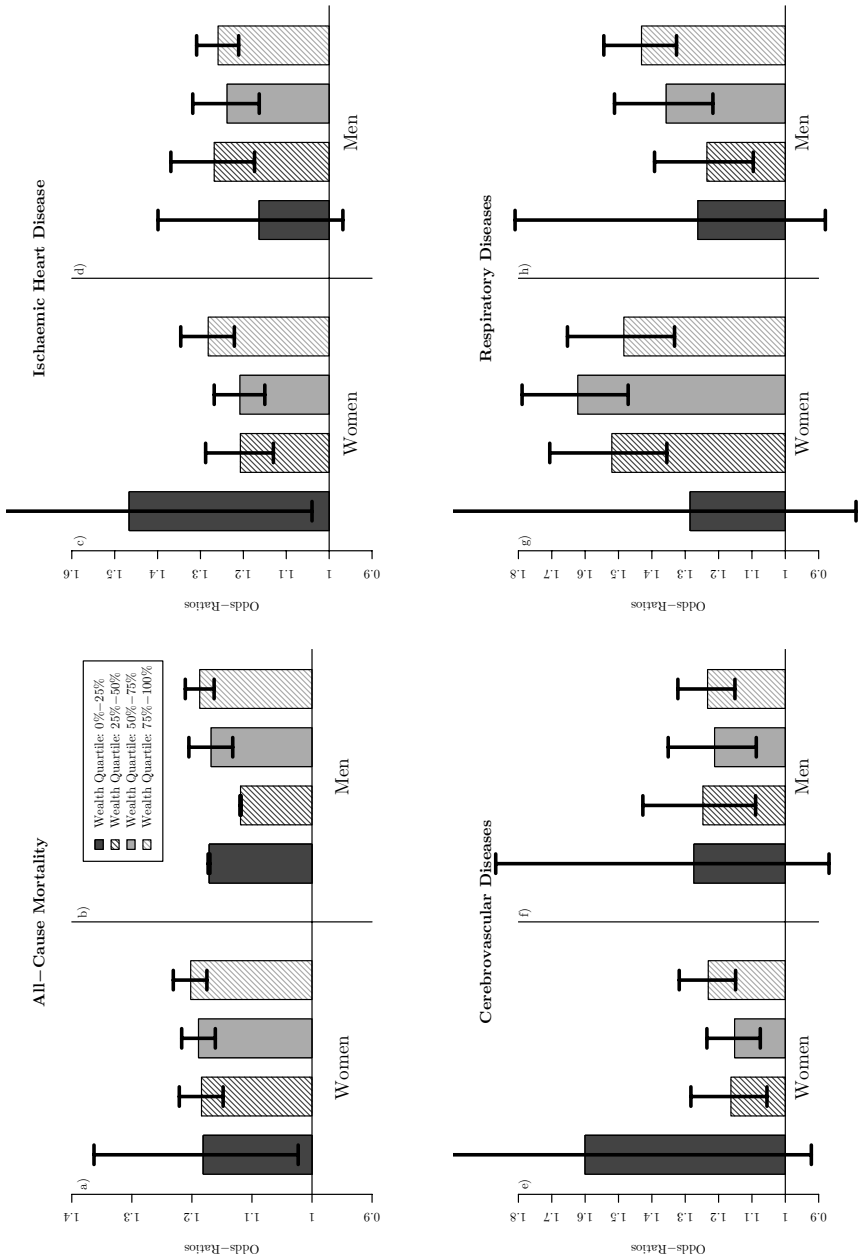 All−Cause Mortality
a)
b)
Odds−Ratios
0.9
1
1.1
1.2
1.3
1.4
Women
Men
Wealth Quartile: 0%−25%
Wealth Quartile: 25%−50%
Wealth Quartile: 50%−75%
Wealth Quartile: 75%−100%
Ischaemic Heart Disease
c)
d)
Odds−Ratios
0.9
1
1.1
1.2
1.3
1.4
1.5
1.6
Women
Men
Cerebrovascular Diseases
e)
f)
Odds−Ratios
0.9
1
1.1
1.2
1.3
1.4
1.5
1.6
1.7
1.8
Women
Men
Respiratory Diseases
g)
h)
Odds−Ratios
0.9
1
1.1
1.2
1.3
1.4
1.5
1.6
1.7
1.8
Women
Men